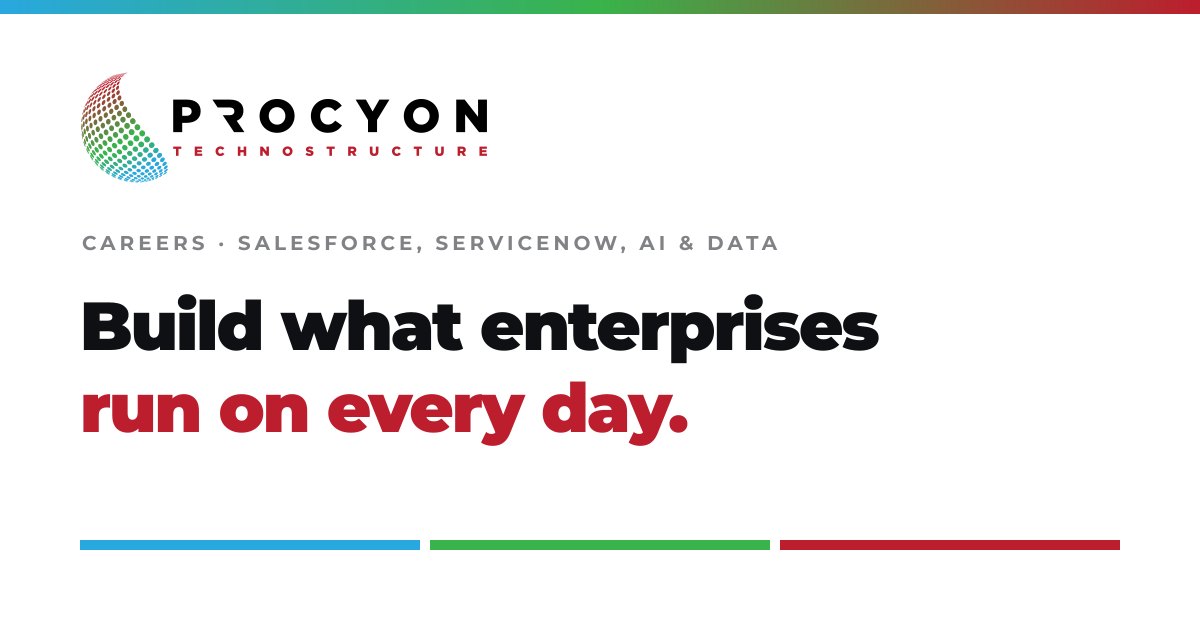 PROCYON
TECHNOSTRUCTURE
CAREERS · SALESFORCE, SERVICENOW, AI & DATA
Build what enterprises
run on every day.